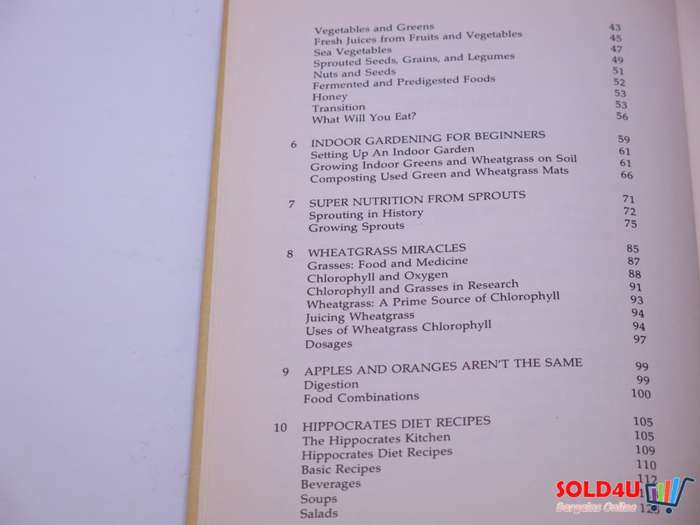 Vegetables and Greens 43
Fresh Juices from Fruits and Vegetables 45
Sea Vegetables 47
Sprouted Seeds, Grains, and Legumes 49
Nuts and Seeds 51
Fermented and Predigested Foods 52
Honey 53
Transition 53
What Will You Eat? 56
6 INDOOR GARDENING FOR BEGINNERS 59
Setting Up An Indoor Garden 61
Growing Indoor Greens and Wheatgrass on Soil 61
Composting Used Green and Wheatgrass Mats 66
7 SUPER NUTRITION FROM SPROUTS 71
Sprouting in History 72
Growing Sprouts 75
8 WHEATGRASS MIRACLES 85
Grasses: Food and Medicine 87
Chlorophyll and Oxygen 88
Chlorophyll and Grasses in Research 91
Wheatgrass: A Prime Source of Chlorophyll 93
Juicing Wheatgrass 94
Uses of Wheatgrass Chlorophyll 94
Dosages 97
9 APPLES AND ORANGES AREN'T THE SAME 99
Digestion 99
Food Combinations 100
10 HIPPOCRATES DIET RECIPES 105
The Hippocrates Kitchen 105
Hippocrates Diet Recipes 109
Basic Recipes 110
Beverages 112
Soups
Salads
SOLD4U
Bargains Online